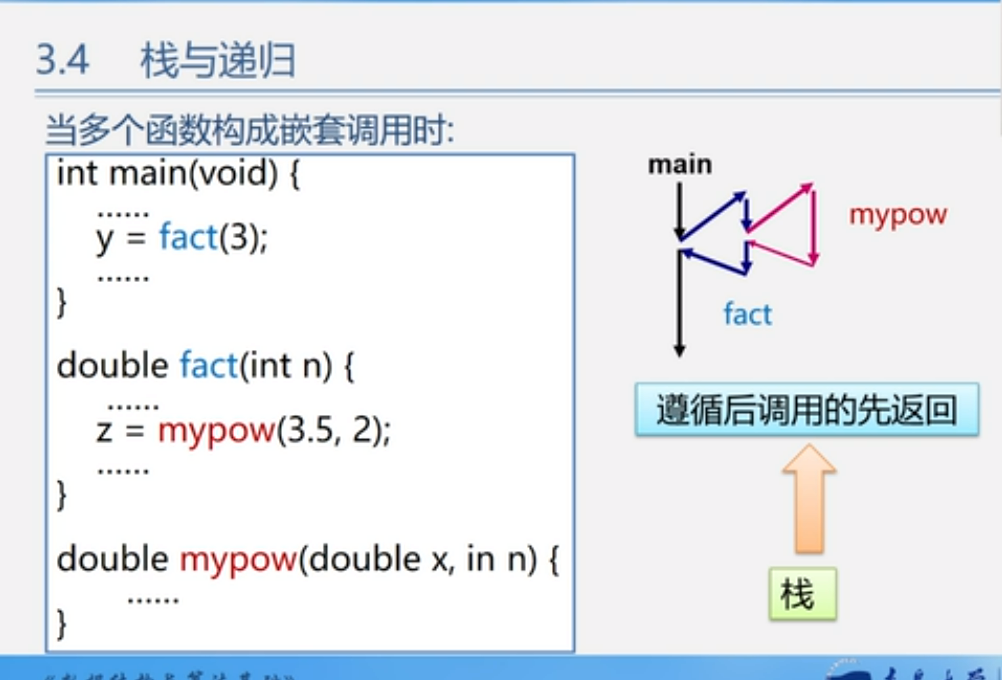 3.4 栈与递归
当多个函数构成嵌套调用时:
int main(void) {
......
y = fact(3);
......
}
double fact(int n) {
......
z = mypow(3.5, 2);
......
}
double mypow(double x, in n) {
......
}
main
mypow
fact
遵循后调用的先返回
栈